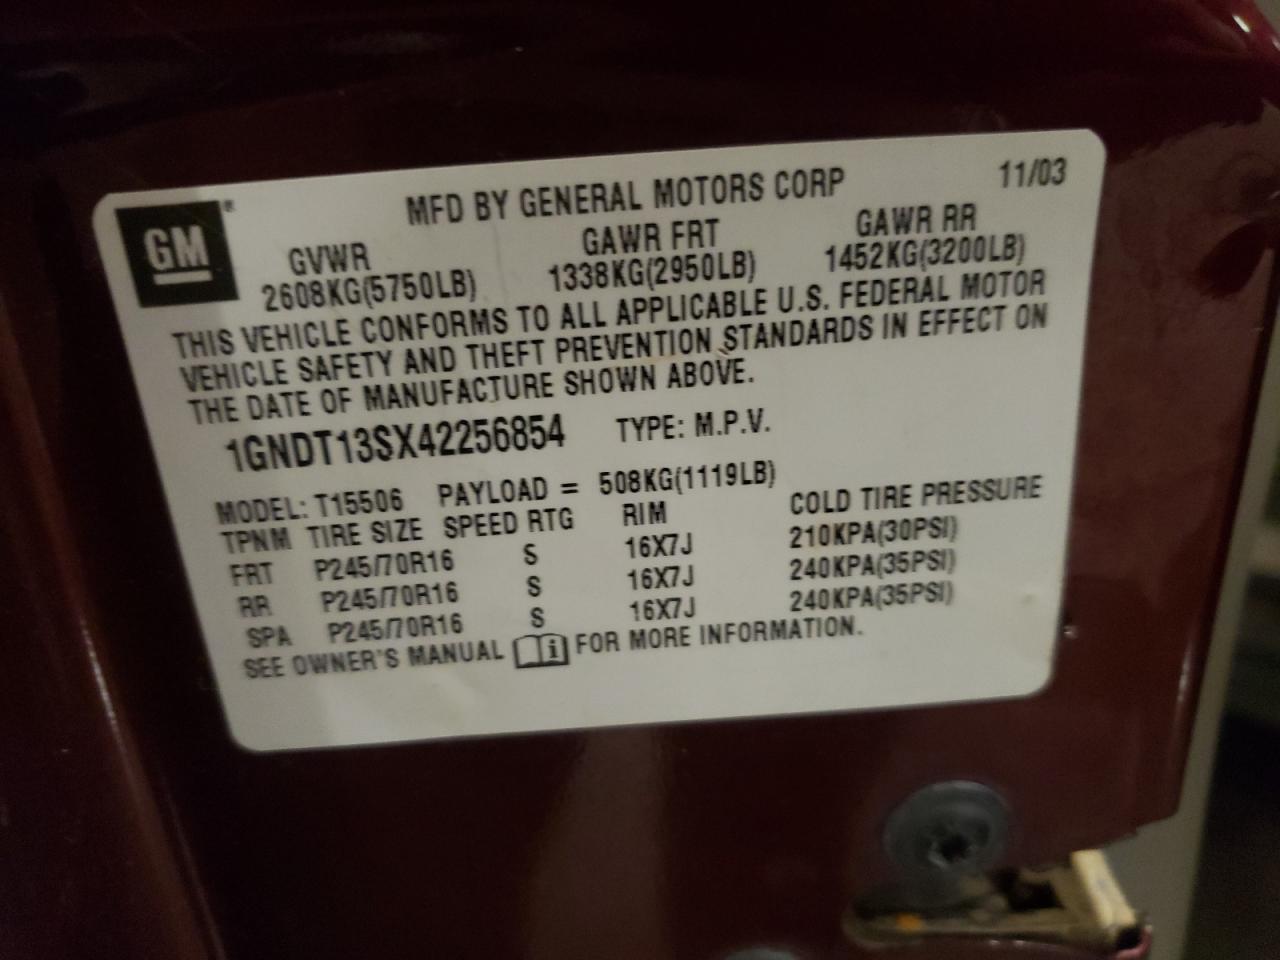 GM®
MFD BY GENERAL MOTORS CORP 11/03
GVWR GAWR FRT GAWR RR
2608KG(5750LB) 1338KG(2950LB) 1452KG(3200LB)
THIS VEHICLE CONFORMS TO ALL APPLICABLE U.S. FEDERAL MOTOR
VEHICLE SAFETY AND THEFT PREVENTION STANDARDS IN EFFECT ON
THE DATE OF MANUFACTURE SHOWN ABOVE.
1GNDT13SX42256854 TYPE: M.P.V.
MODEL: T15506 PAYLOAD = 508KG(1119LB)
TPNM TIRE SIZE SPEED RTG RIM COLD TIRE PRESSURE
FRT P245/70R16 S 16X7J 210KPA(30PSI)
RR P245/70R16 S 16X7J 240KPA(35PSI)
SPA P245/70R16 S 16X7J 240KPA(35PSI)
SEE OWNER'S MANUAL i FOR MORE INFORMATION.